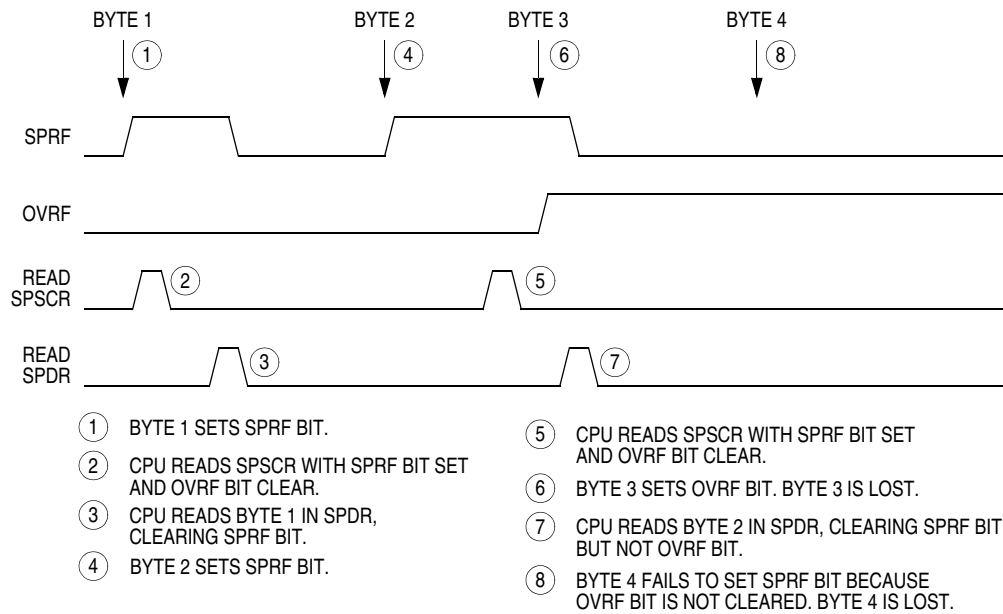 BYTE 1
BYTE 2
BYTE 3
BYTE 4
1
4
6
8
SPRF
OVRF
READ
SPSCR
2
5
READ
SPDR
3
7
1 BYTE 1 SETS SPRF BIT.
2 CPU READS SPSCR WITH SPRF BIT SET
AND OVRF BIT CLEAR.
3 CPU READS BYTE 1 IN SPDR,
CLEARING SPRF BIT.
4 BYTE 2 SETS SPRF BIT.
5 CPU READS SPSCR WITH SPRF BIT SET
AND OVRF BIT CLEAR.
6 BYTE 3 SETS OVRF BIT. BYTE 3 IS LOST.
7 CPU READS BYTE 2 IN SPDR, CLEARING SPRF BIT
BUT NOT OVRF BIT.
8 BYTE 4 FAILS TO SET SPRF BIT BECAUSE
OVRF BIT IS NOT CLEARED. BYTE 4 IS LOST.